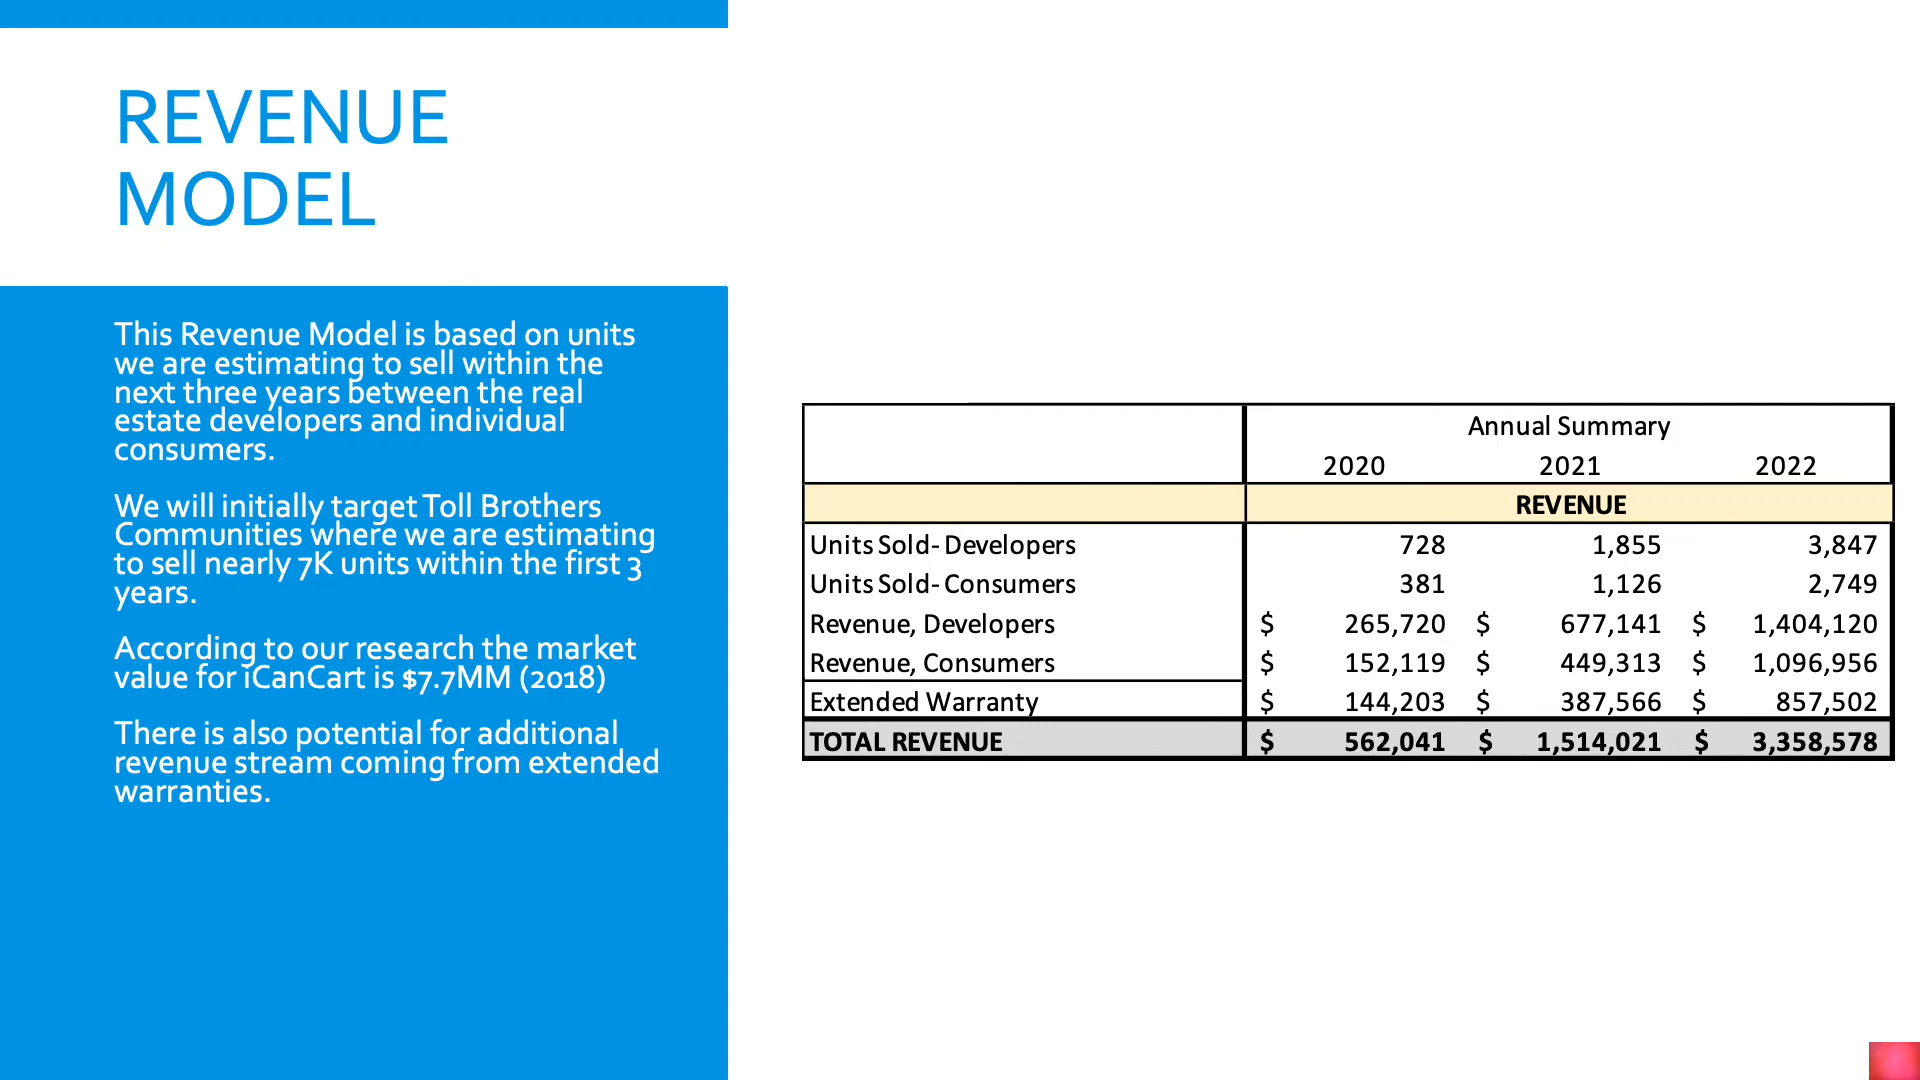 REVENUE
MODEL
This Revenue Model is based on units
we are estimating to sell within the
next three years between the real
estate developers and individual
consumers.
We will initially target Toll Brothers
Communities where we are estimating
to sell nearly 7K units within the first 3
years.
According to our research the market
value for iCanCart is $7.7MM (2018)
There is also potential for additional
revenue stream coming from extended
warranties.
Annual Summary
2020 2021 2022
REVENUE
Units Sold- Developers 728 1,855 3,847
Units Sold- Consumers 381 1,126 2,749
Revenue, Developers $ 265,720 $ 677,141 $ 1,404,120
Revenue, Consumers $ 152,119 $ 449,313 $ 1,096,956
Extended Warranty $ 144,203 $ 387,566 $ 857,502
TOTAL REVENUE $ 562,041 $ 1,514,021 $ 3,358,578